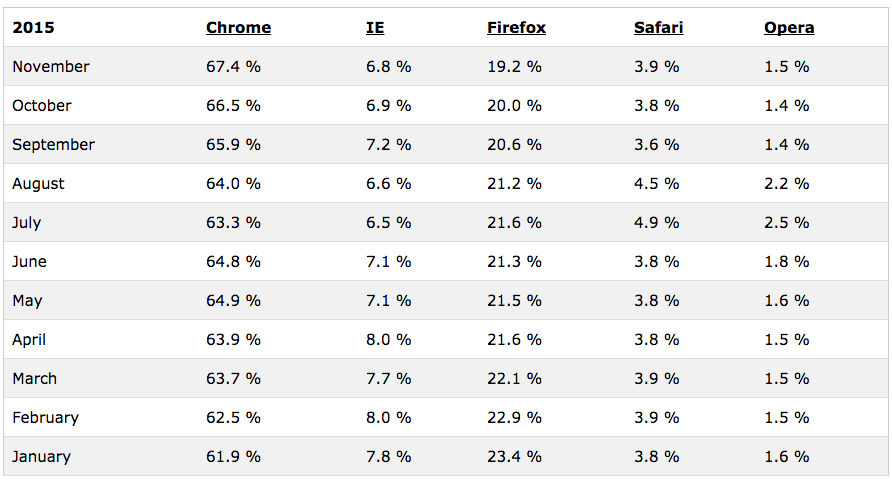 2015 Chrome IE Firefox Safari Opera
November 67.4 % 6.8 % 19.2 % 3.9 % 1.5 %
October 66.5 % 6.9 % 20.0 % 3.8 % 1.4 %
September 65.9 % 7.2 % 20.6 % 3.6 % 1.4 %
August 64.0 % 6.6 % 21.2 % 4.5 % 2.2 %
July 63.3 % 6.5 % 21.6 % 4.9 % 2.5 %
June 64.8 % 7.1 % 21.3 % 3.8 % 1.8 %
May 64.9 % 7.1 % 21.5 % 3.8 % 1.6 %
April 63.9 % 8.0 % 21.6 % 3.8 % 1.5 %
March 63.7 % 7.7 % 22.1 % 3.9 % 1.5 %
February 62.5 % 8.0 % 22.9 % 3.9 % 1.5 %
January 61.9 % 7.8 % 23.4 % 3.8 % 1.6 %